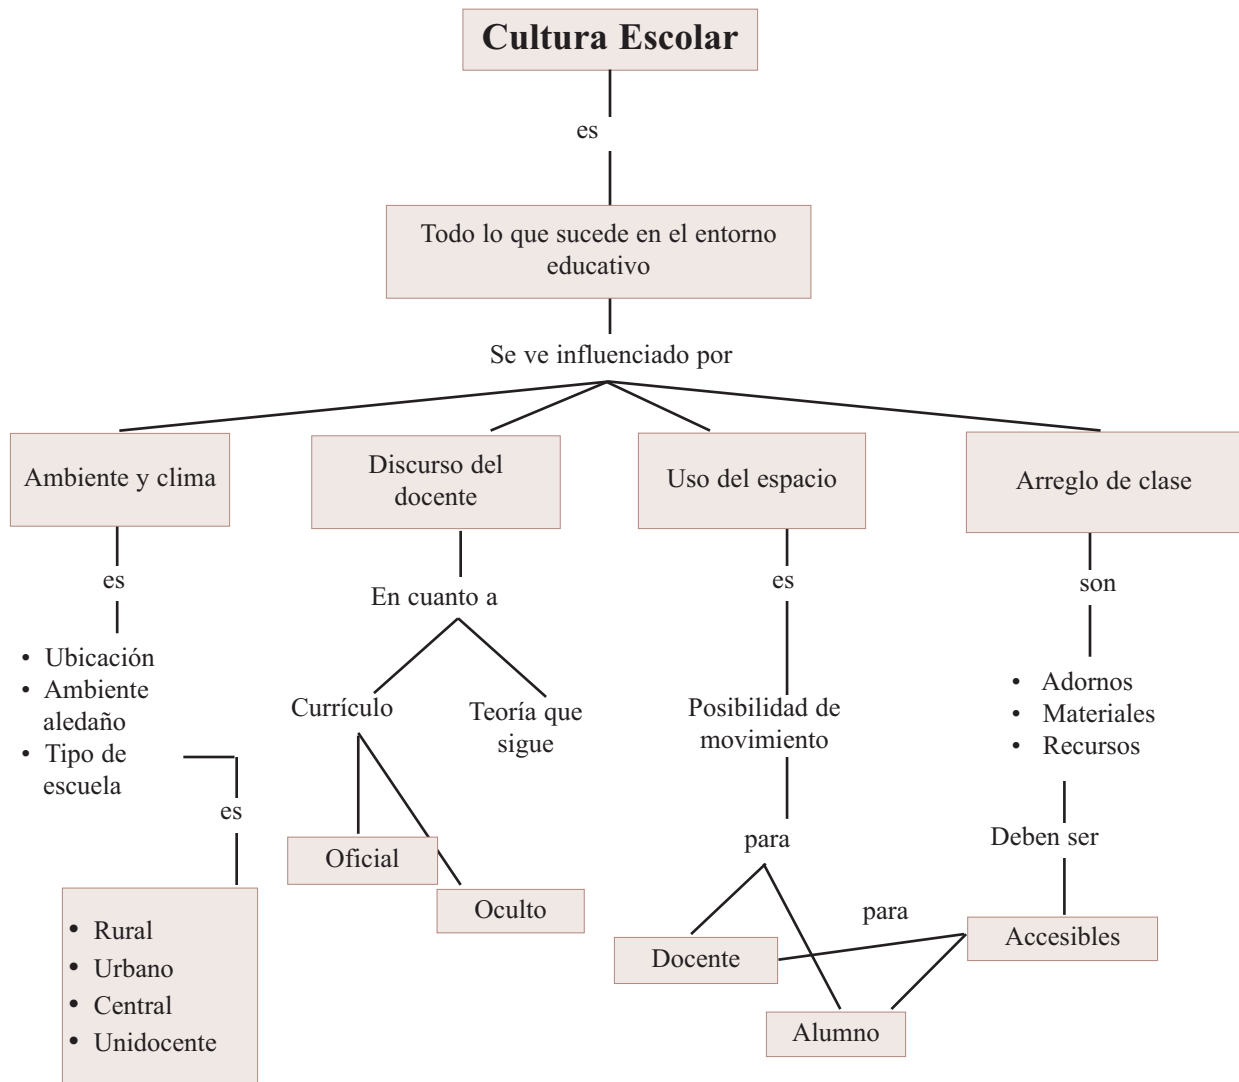 Cultura Escolar
es
Todo lo que sucede en el entorno
educativo
Se ve influenciado por
Ambiente y clima
es
• Ubicación
• Ambiente
aledaño
• Tipo de
escuela
es
• Rural
• Urbano
• Central
• Unidocente
Discurso del
docente
En cuanto a
Currículo
Teoría que
sigue
Oficial
Oculto
Uso del espacio
es
Posibilidad de
movimiento
para
Docente
Alumno
Arreglo de clase
son
• Adornos
• Materiales
• Recursos
Deben ser
Accesibles
para